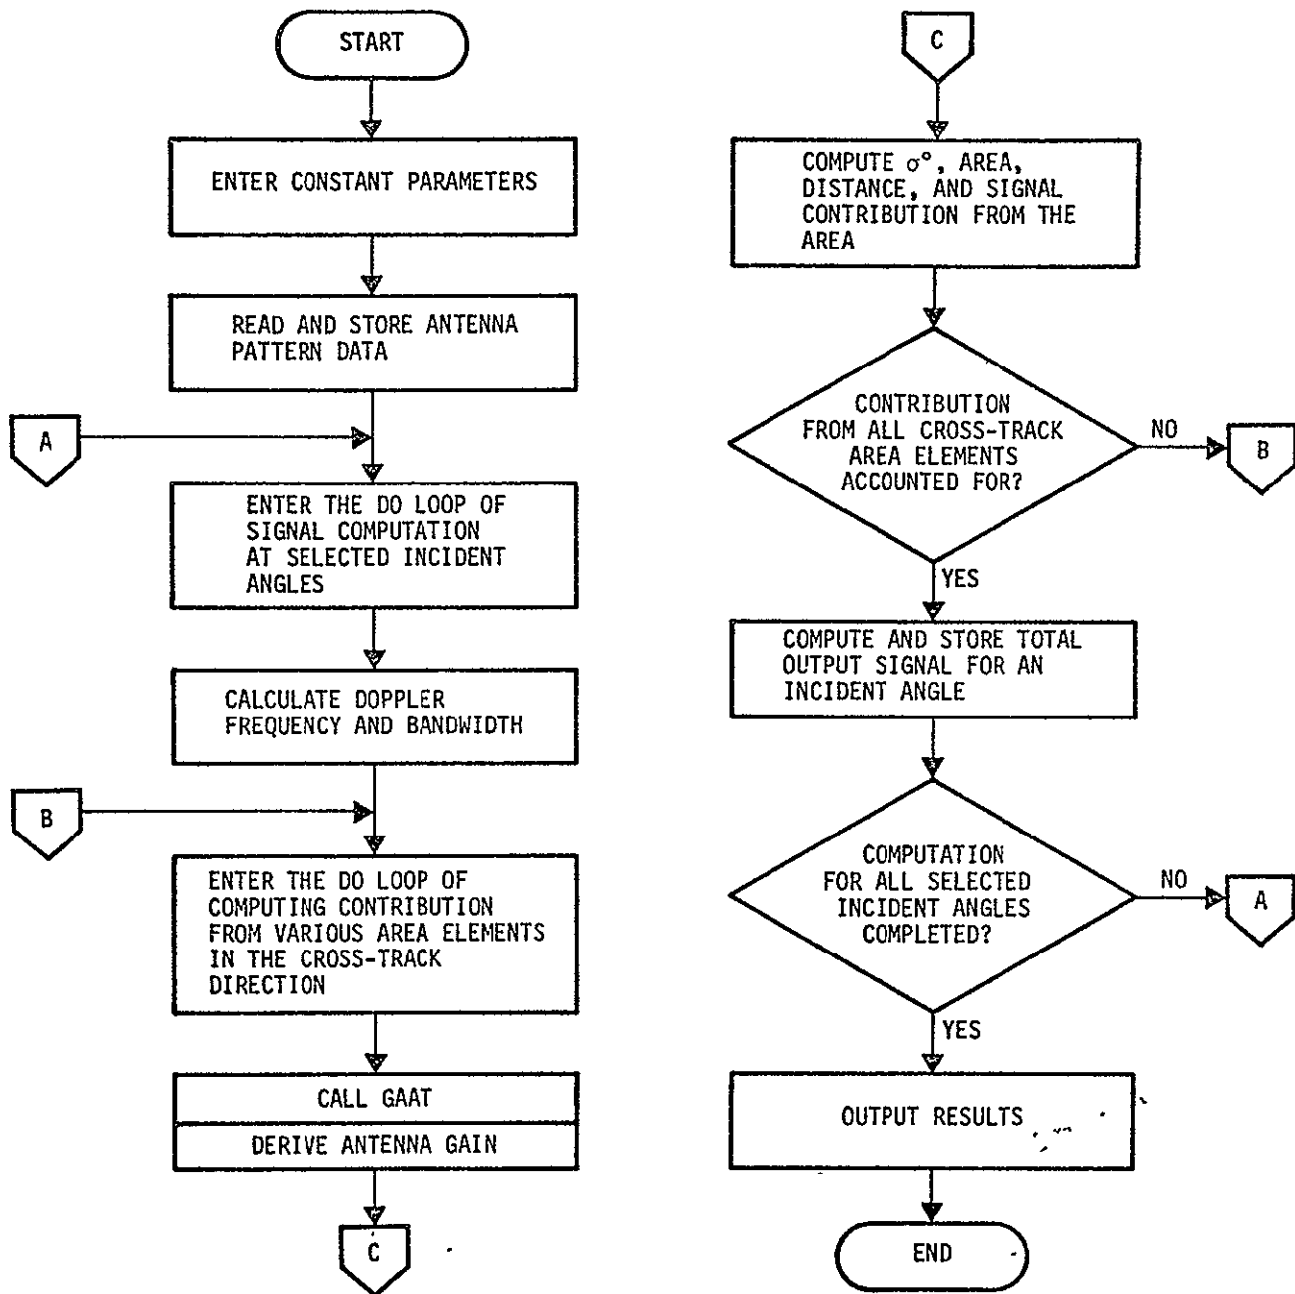 START
ENTER CONSTANT PARAMETERS
READ AND STORE ANTENNA
PATTERN DATA
A
ENTER THE DO LOOP OF
SIGNAL COMPUTATION
AT SELECTED INCIDENT
ANGLES
CALCULATE DOPPLER
FREQUENCY AND BANDWIDTH
B
ENTER THE DO LOOP OF
COMPUTING CONTRIBUTION
FROM VARIOUS AREA ELEMENTS
IN THE CROSS-TRACK
DIRECTION
CALL GAAT
DERIVE ANTENNA GAIN
C
C
COMPUTE σ°, AREA,
DISTANCE, AND SIGNAL
CONTRIBUTION FROM THE
AREA
CONTRIBUTION
FROM ALL CROSS-TRACK
AREA ELEMENTS
ACCOUNTED FOR?
NO
B
YES
COMPUTE AND STORE TOTAL
OUTPUT SIGNAL FOR AN
INCIDENT ANGLE
COMPUTATION
FOR ALL SELECTED
INCIDENT ANGLES
COMPLETED?
NO
A
YES
OUTPUT RESULTS
END